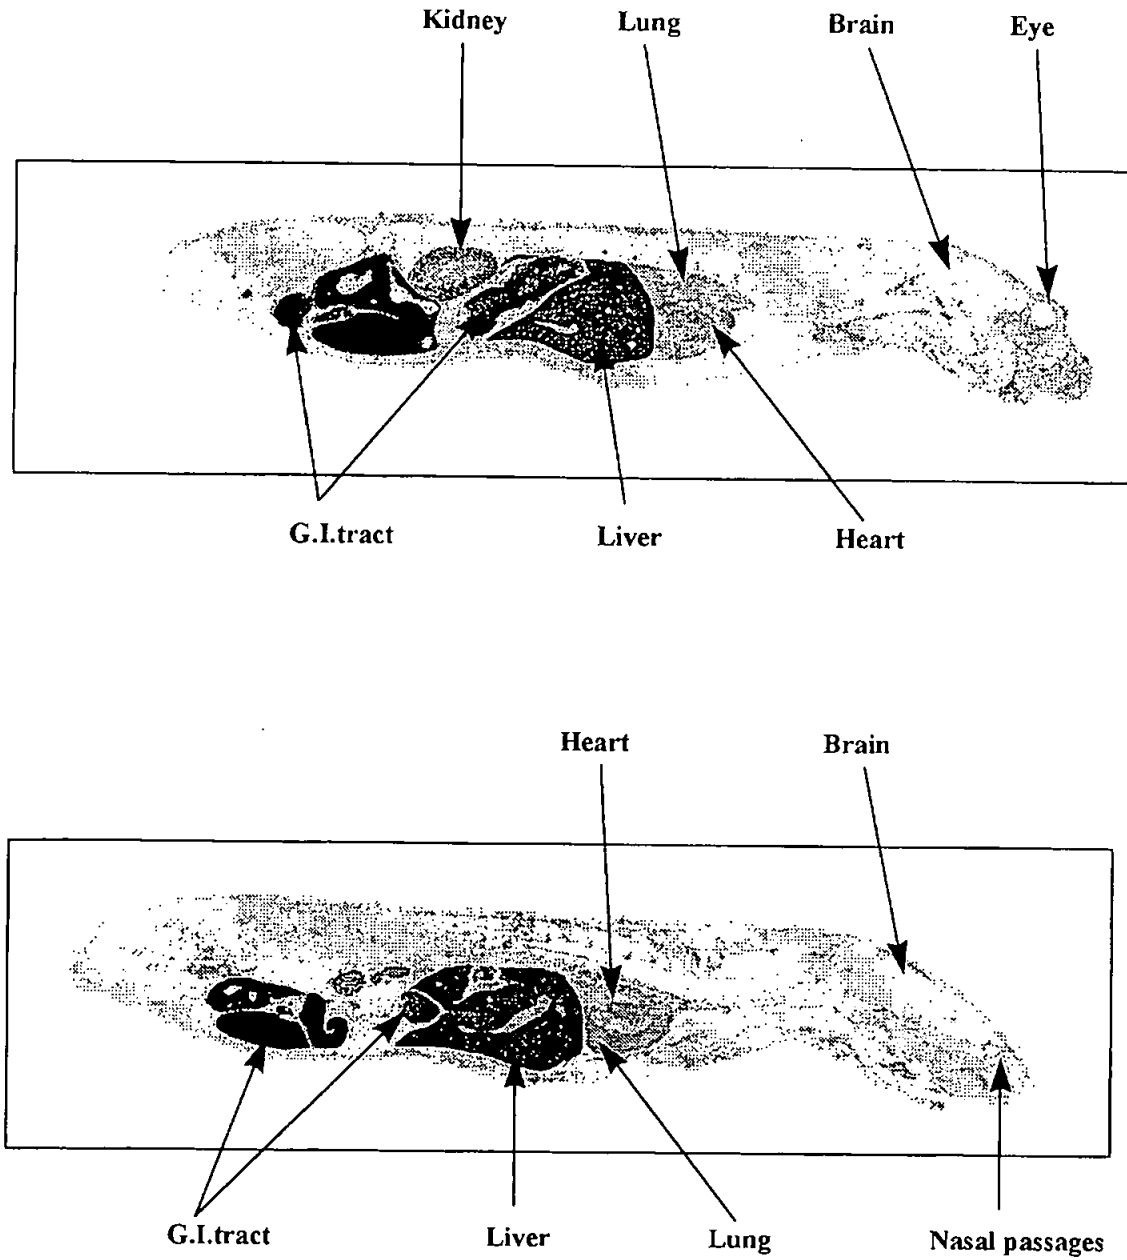 Kidney
Lung
Brain
Eye
G.I.tract
Liver
Heart
Heart
Brain
G.I.tract
Liver
Lung
Nasal passages